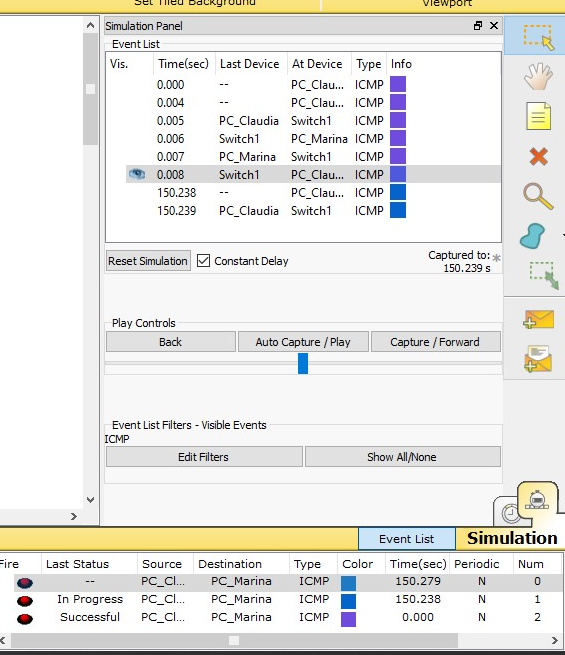 Set Tiled Background Viewport
Simulation Panel
Event List
Vis. Time(sec) Last Device At Device Type Info
0.000 -- PC_Clau... ICMP
0.004 -- PC_Clau... ICMP
0.005 PC_Claudia Switch1 ICMP
0.006 Switch1 PC_Marina ICMP
0.007 PC_Marina Switch1 ICMP
0.008 Switch1 PC_Clau... ICMP
150.238 -- PC_Clau... ICMP
150.239 PC_Claudia Switch1 ICMP
Reset Simulation Constant Delay Captured to: *
150.239 s
Play Controls
Back Auto Capture / Play Capture / Forward
Event List Filters - Visible Events
ICMP
Edit Filters Show All/None
Event List Simulation
Fire Last Status Source Destination Type Color Time(sec) Periodic Num
-- PC_Cl... PC_Marina ICMP 150.279 N 0
In Progress PC_Cl... PC_Marina ICMP 150.238 N 1
Successful PC_Cl... PC_Marina ICMP 0.000 N 2